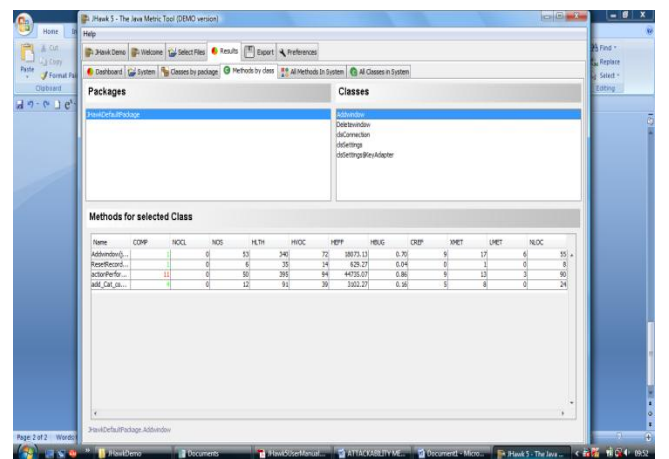 JHawk 5 - The Java Metric Tool (DEMO version)
Home
Help
Cut
Copy
Paste
Format Pai
Clipboard
Find
Replace
Select
Editing
JHawk Demo Welcome Select Files Results Export Preferences
Dashboard System Classes by package Methods by class All Methods In System All Classes in System
Packages Classes
JHawkDefaultPackage
Addwindow
Deletewindow
dsConnection
dsSettings
dsSettings$KeyAdapter
Methods for selected Class
Name COMP NOCL NOS HLTH HVOC HEFF HBUG CREF XMET LMET NLOC
Addwindow(j... 1 0 53 340 72 18073.13 0.70 9 17 6 55
ResetRecord... 1 0 6 35 14 629.27 0.04 0 1 0 8
actionPerfor... 11 0 50 395 94 44735.07 0.86 9 13 3 90
add_Cat_co... 4 0 12 91 39 3102.27 0.16 5 8 0 24
JHawkDefaultPackage.Addwindow
Page: 2 of 2 Words
JHawkDemo Documents JHawk5UserManual... ATTACKABILITY ME... Document1 - Micro... JHawk 5 - The Java ... 09:52